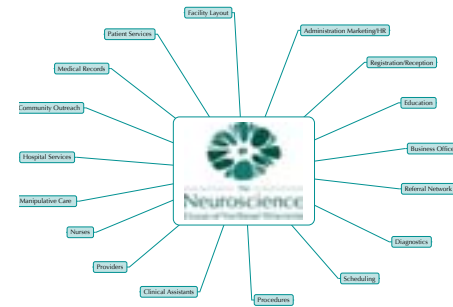 Facility Layout
Patient Services
Administration Marketing/HR
Medical Records
Registration/Reception
Community Outreach
Education
Hospital Services
Business Office
Manipulative Care
Referral Network
Nurses
Diagnostics
Providers
Scheduling
Clinical Assistants
Procedures
Neuroscience